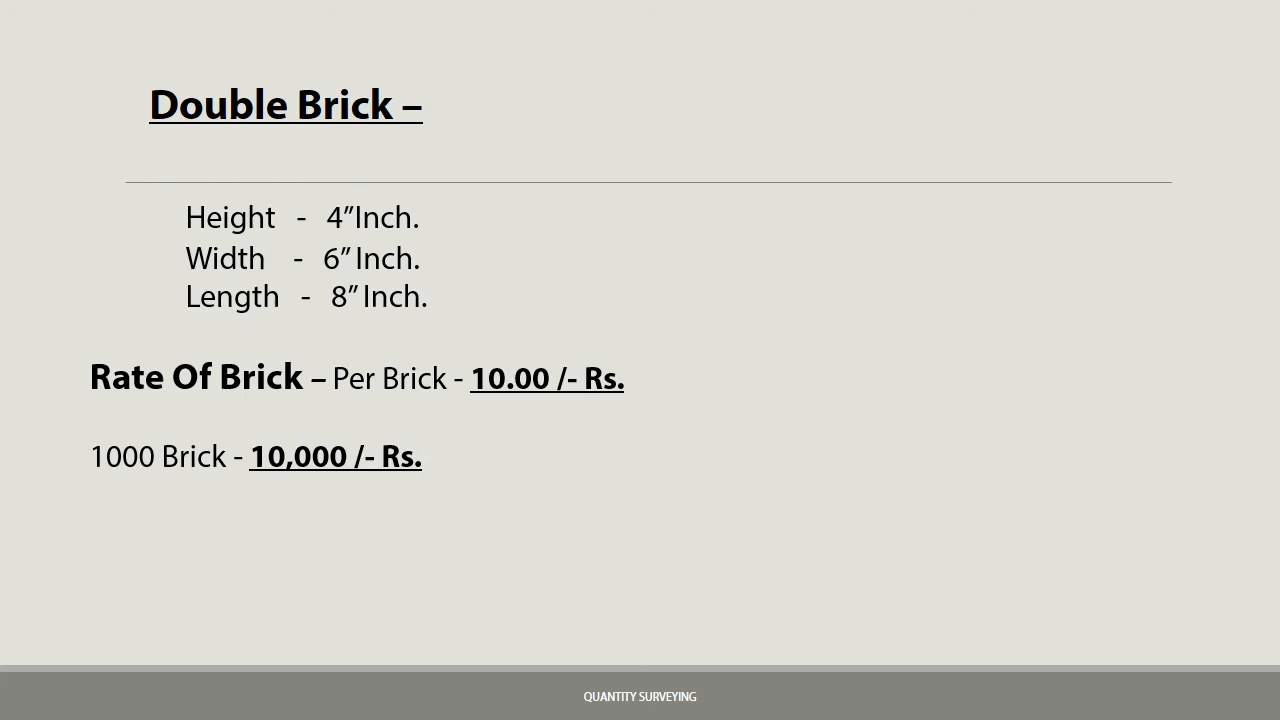 Double Brick –
Height - 4”Inch.
Width - 6” Inch.
Length - 8” Inch.
Rate Of Brick – Per Brick - 10.00 /- Rs.
1000 Brick - 10,000 /- Rs.
QUANTITY SURVEYING